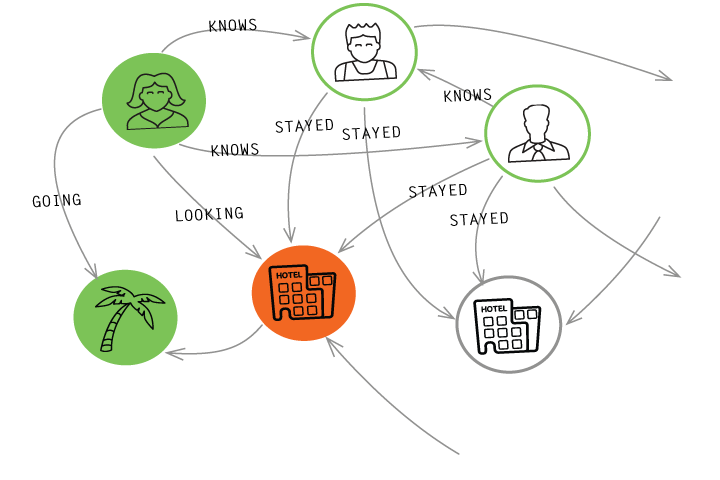 KNOWS
KNOWS
STAYED
STAYED
KNOWS
STAYED
GOING
LOOKING
STAYED
HOTEL
HOTEL